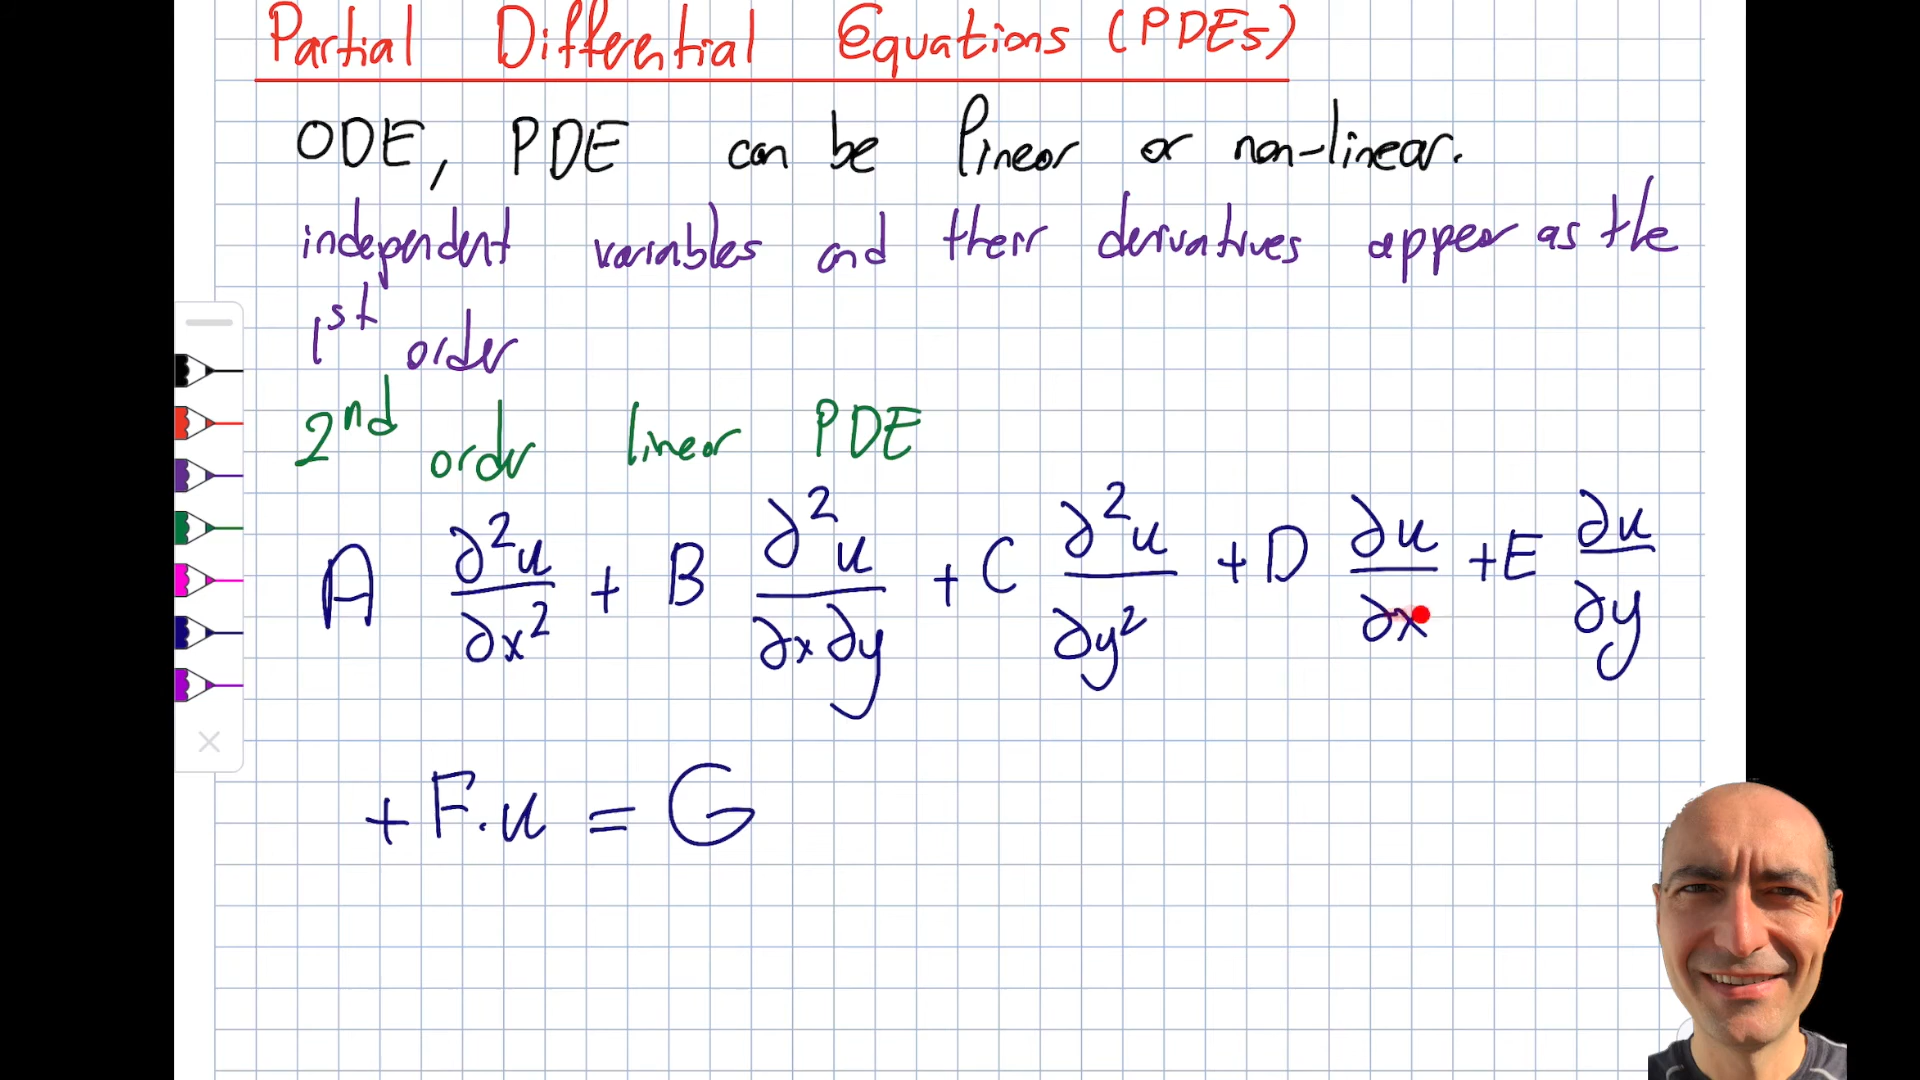 Partial Differential Equations (PDEs)
ODE, PDE can be linear or non-linear.
independent variables and their derivatives appear as the
1st order
2nd order linear PDE
A ∂²u/∂x² + B ∂²u/∂x∂y + C ∂²u/∂y² + D ∂u/∂x + E ∂u/∂y
+ F.u = G